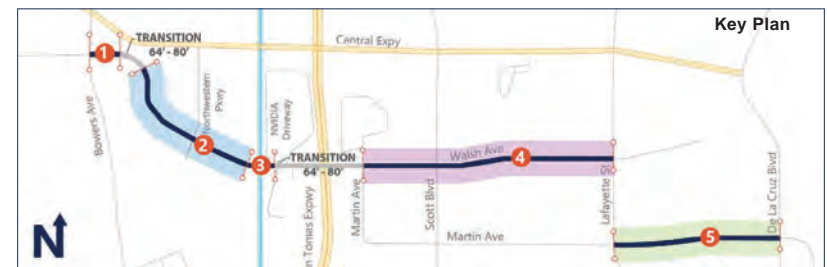 Key Plan
TRANSITION
64' - 80'
Central Expy
1
Bowers Ave
Northwestern
Pkwy
NVIDIA
Driveway
2
3
TRANSITION
64' - 80'
n Tomas Expwy
Martin Ave
Scott Blvd
Walsh Ave
4
Lafayette St
De La Cruz Blvd
Martin Ave
5
N